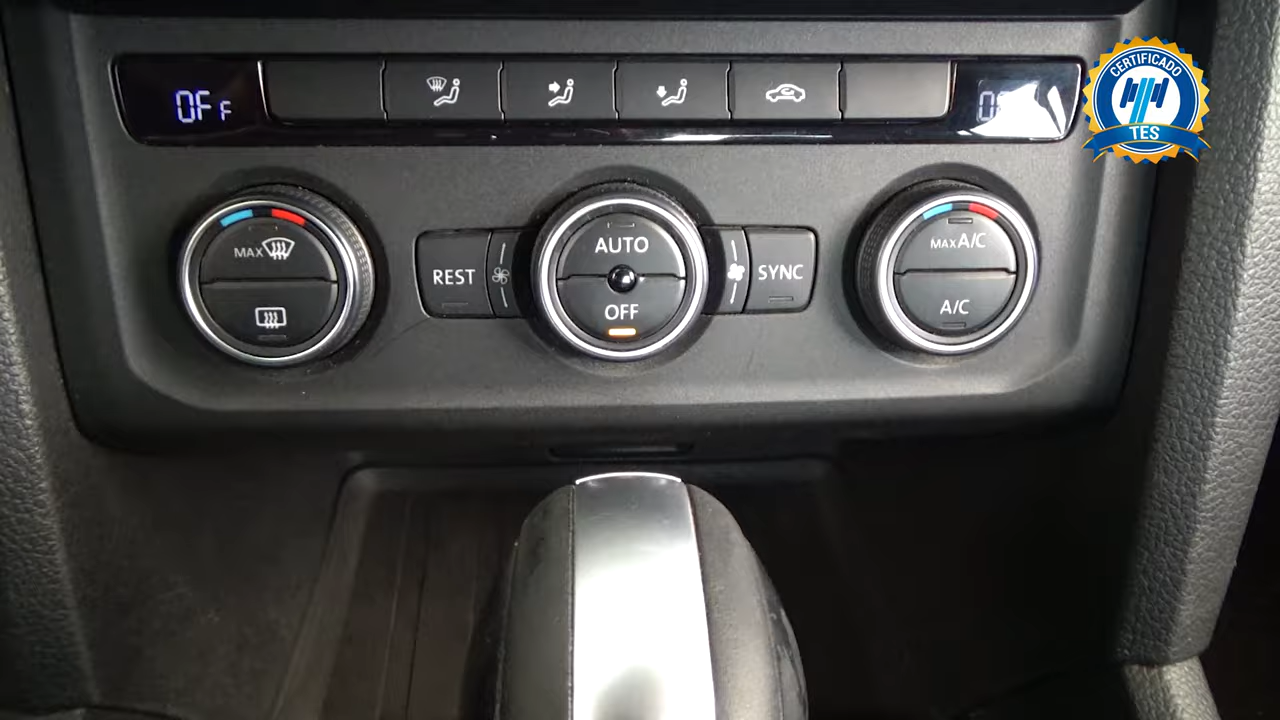 OFF
CERTIFICADO
TES
MAX
AUTO
MAX A/C
REST
SYNC
OFF
A/C